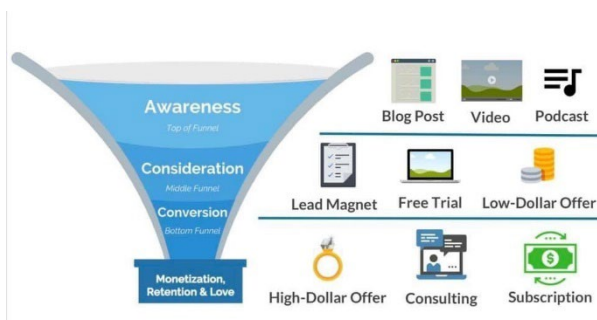 Awareness
Top of Funnel
Consideration
Middle Funnel
Conversion
Bottom Funnel
Monetization,
Retention & Love
Blog Post Video Podcast
Lead Magnet Free Trial Low-Dollar Offer
High-Dollar Offer Consulting Subscription